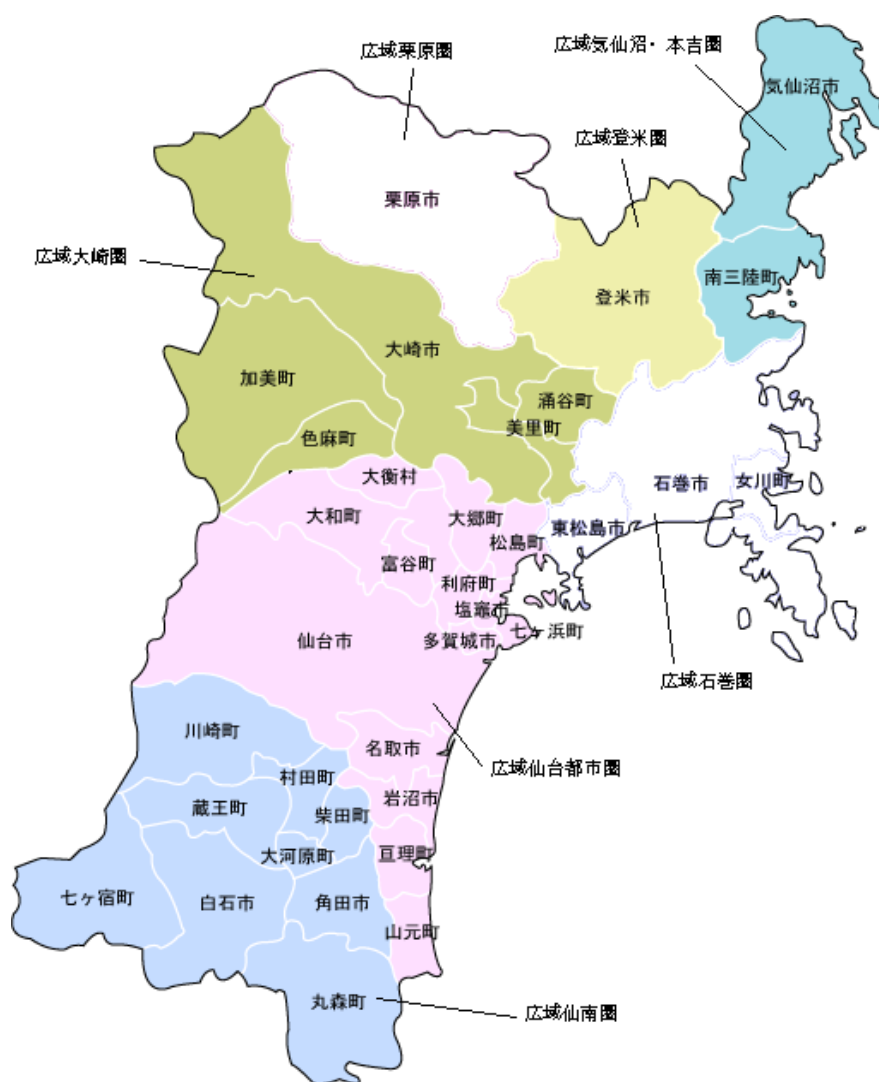 広域栗原圏
広域気仙沼・本吉圏
気仙沼市
広域登米圏
栗原市
広域大崎圏
南三陸町
登米市
大崎市
加美町
涌谷町
美里町
色麻町
大衡村
石巻市
女川町
大和町
大郷町
東松島市
松島町
富谷町
利府町
塩竈市
仙台市
多賀城市
七ヶ浜町
広域石巻圏
川崎町
名取市
広域仙台都市圏
村田町
岩沼市
蔵王町
柴田町
亘理町
大河原町
七ヶ宿町
白石市
角田市
山元町
丸森町
広域仙南圏